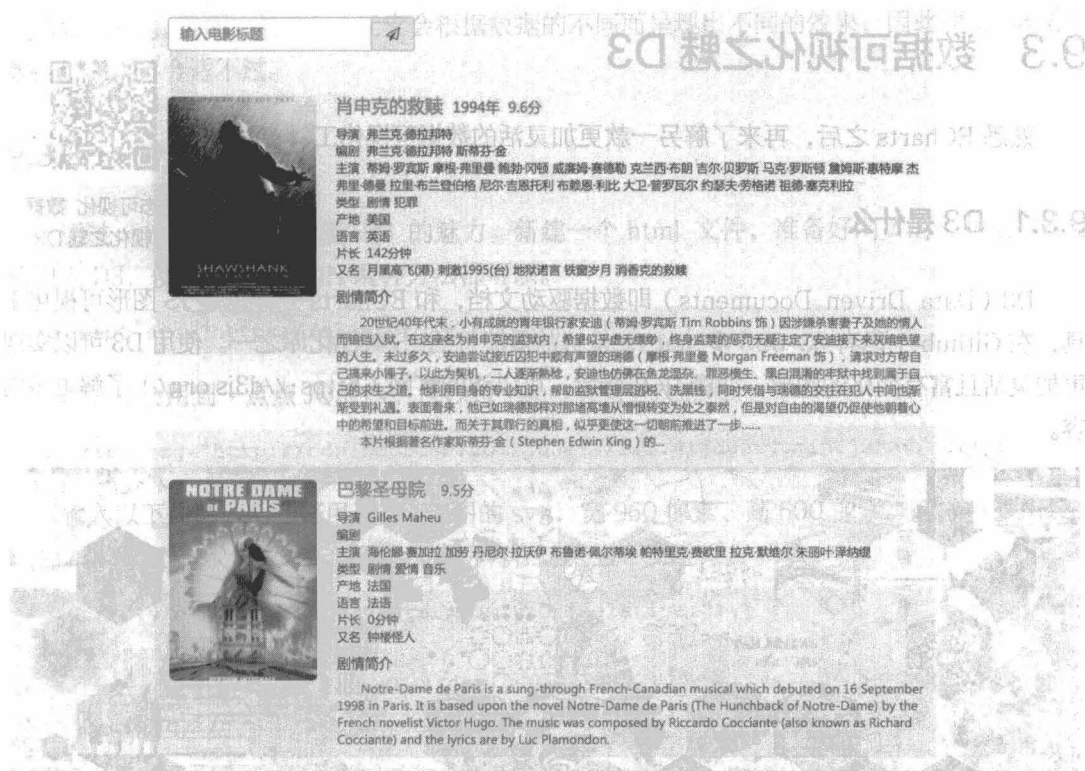 输入电影标题
肖申克的救赎 1994年 9.6分
导演 弗兰克·德拉邦特
编剧 弗兰克·德拉邦特 斯蒂芬·金
主演 蒂姆·罗宾斯 摩根·弗里曼 鲍勃·冈顿 威廉姆·赛德勒 克兰西·布朗 吉尔·贝罗斯 马克·罗斯顿 詹姆斯·惠特摩 杰
弗里·德曼 拉里·布兰登伯格 尼尔·吉恩托利 布赖恩·利比 大卫·普罗瓦尔 约瑟夫·劳格诺 祖德·塞克利拉
类型 剧情 犯罪
产地 美国
语言 英语
片长 142分钟
又名 月黑高飞(港) 刺激1995(台) 地狱诺言 铁窗岁月 消香克的救赎
SHAWSHANK
剧情简介
20世纪40年代末，小有成就的青年银行家安迪（蒂姆·罗宾斯 Tim Robbins 饰）因涉嫌杀害妻子及她的情人
而锒铛入狱。在这座名为肖申克的监狱内，希望似乎虚无缥缈，终身监禁的惩罚无疑注定了安迪接下来灰暗绝望
的人生。未过多久，安迪尝试接近囚犯中颇有声望的瑞德（摩根·弗里曼 Morgan Freeman 饰），请求对方帮自
己搞来小锤子。以此为契机，二人逐渐熟稔，安迪也仿佛在鱼龙混杂、罪恶横生、黑白混淆的牢狱中找到属于自
己的求生之道。他利用自身的专业知识，帮助监狱管理层逃税、洗黑钱，同时凭借与瑞德的交往在犯人中间也渐
渐受到礼遇。表面看来，他已如瑞德那样对那堵高墙从憎恨转变为处之泰然，但是对自由的渴望仍促使他朝着心
中的希望和目标前进。而关于其罪行的真相，似乎更使这一切朝前推进了一步……
本片根据著名作家斯蒂芬·金（Stephen Edwin King）的...
NOTRE DAME
DE PARIS
巴黎圣母院 9.5分
导演 Gilles Maheu
编剧
主演 海伦娜·赛加拉 加劳 丹尼尔·拉沃伊 布鲁诺·佩尔蒂埃 帕特里克·费欧里 拉克·默维尔 朱丽叶·泽纳缇
类型 剧情 爱情 音乐
产地 法国
语言 法语
片长 0分钟
又名 钟楼怪人
剧情简介
Notre-Dame de Paris is a sung-through French-Canadian musical which debuted on 16 September
1998 in Paris. It is based upon the novel Notre-Dame de Paris (The Hunchback of Notre-Dame) by the
French novelist Victor Hugo. The music was composed by Riccardo Cocciante (also known as Richard
Cocciante) and the lyrics are by Luc Plamondon.
9.3 数据可视化之魅 D3
9.3.1 D3 是什么